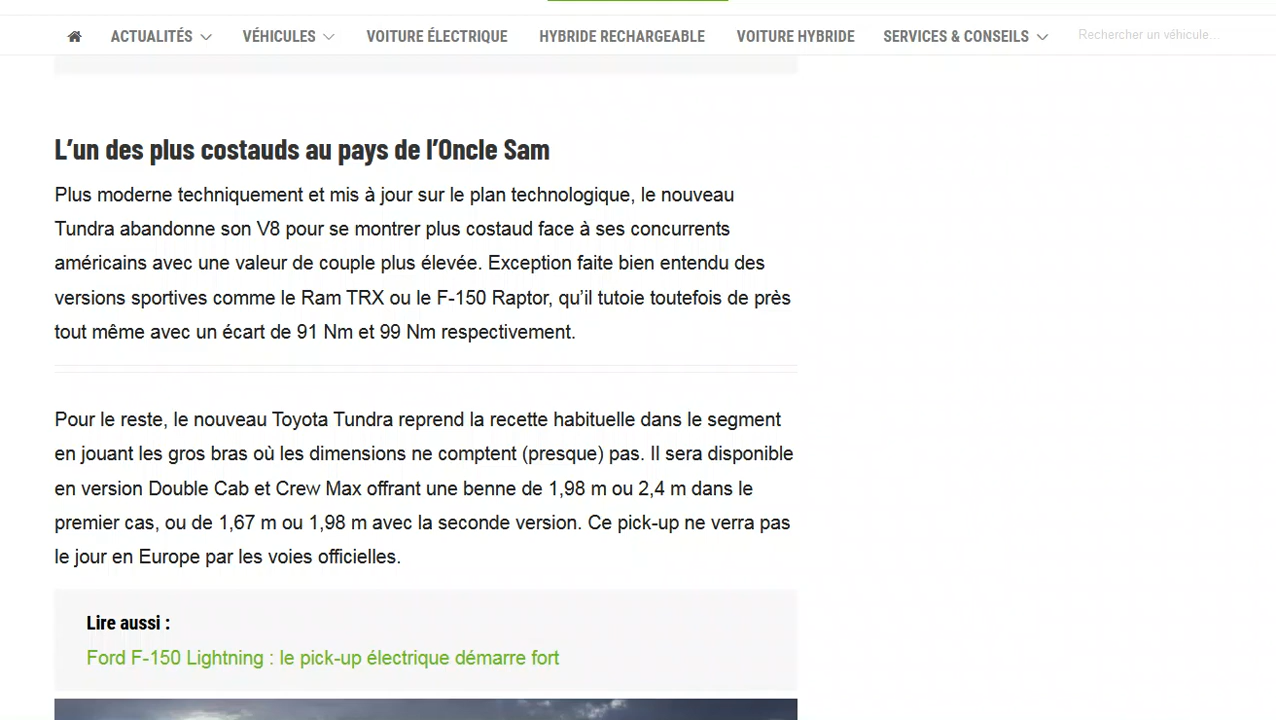 ACTUALITÉS VÉHICULES VOITURE ÉLECTRIQUE HYBRIDE RECHARGEABLE VOITURE HYBRIDE SERVICES & CONSEILS Rechercher un véhicule...
L’un des plus costauds au pays de l’Oncle Sam
Plus moderne techniquement et mis à jour sur le plan technologique, le nouveau
Tundra abandonne son V8 pour se montrer plus costaud face à ses concurrents
américains avec une valeur de couple plus élevée. Exception faite bien entendu des
versions sportives comme le Ram TRX ou le F-150 Raptor, qu’il tutoie toutefois de près
tout même avec un écart de 91 Nm et 99 Nm respectivement.
Pour le reste, le nouveau Toyota Tundra reprend la recette habituelle dans le segment
en jouant les gros bras où les dimensions ne comptent (presque) pas. Il sera disponible
en version Double Cab et Crew Max offrant une benne de 1,98 m ou 2,4 m dans le
premier cas, ou de 1,67 m ou 1,98 m avec la seconde version. Ce pick-up ne verra pas
le jour en Europe par les voies officielles.
Lire aussi :
Ford F-150 Lightning : le pick-up électrique démarre fort